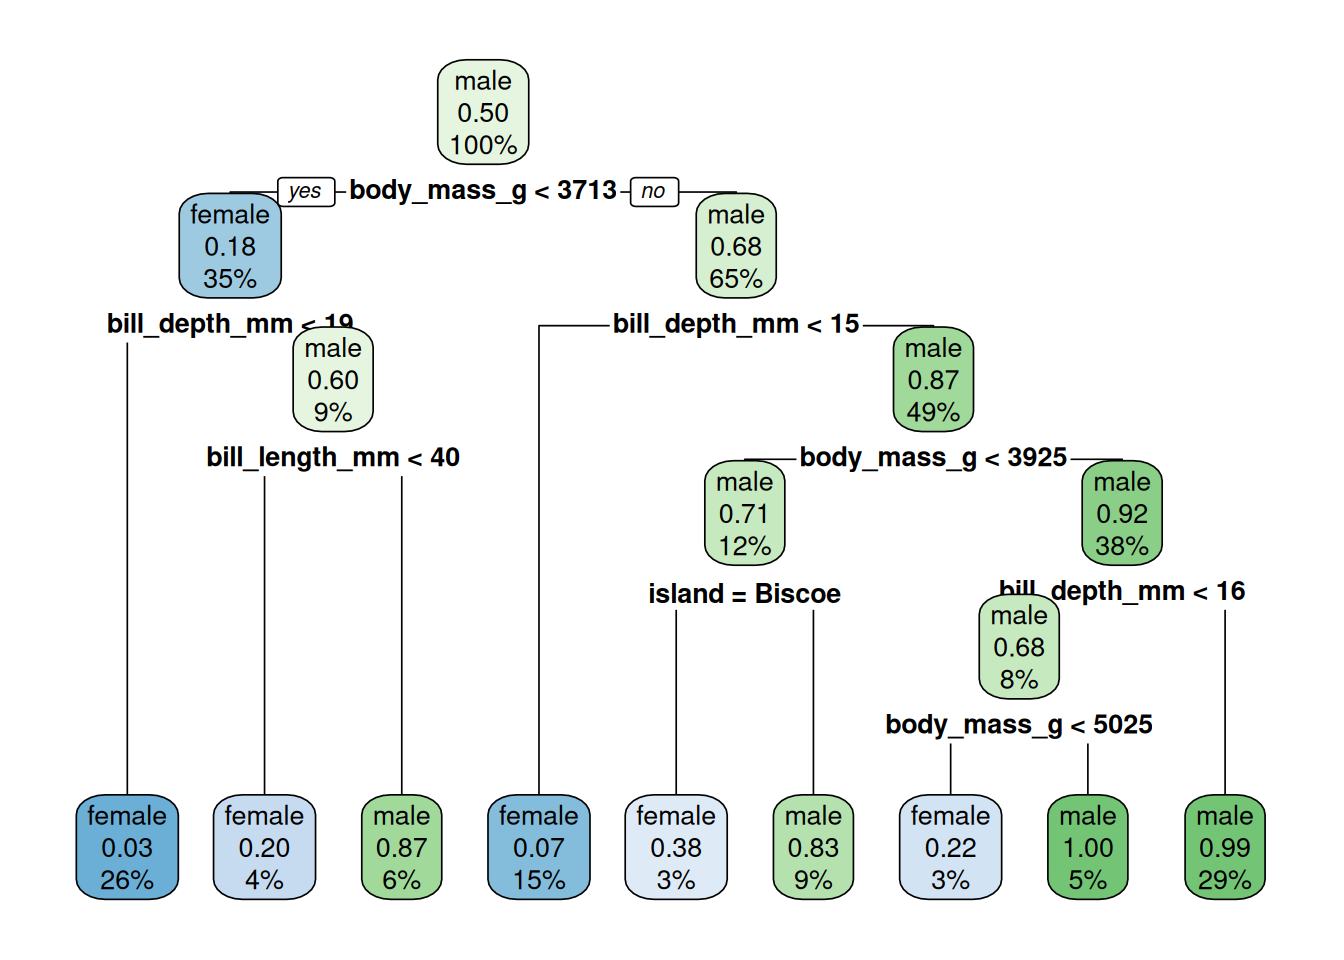 male
0.50
100%
yes
body_mass_g < 3713
no
female
0.18
35%
male
0.68
65%
bill_depth_mm < 19
bill_depth_mm < 15
male
0.60
9%
male
0.87
49%
bill_length_mm < 40
body_mass_g < 3925
male
0.71
12%
male
0.92
38%
island = Biscoe
bill_depth_mm < 16
male
0.68
8%
body_mass_g < 5025
female
0.03
26%
female
0.20
4%
male
0.87
6%
female
0.07
15%
female
0.38
3%
male
0.83
9%
female
0.22
3%
male
1.00
5%
male
0.99
29%